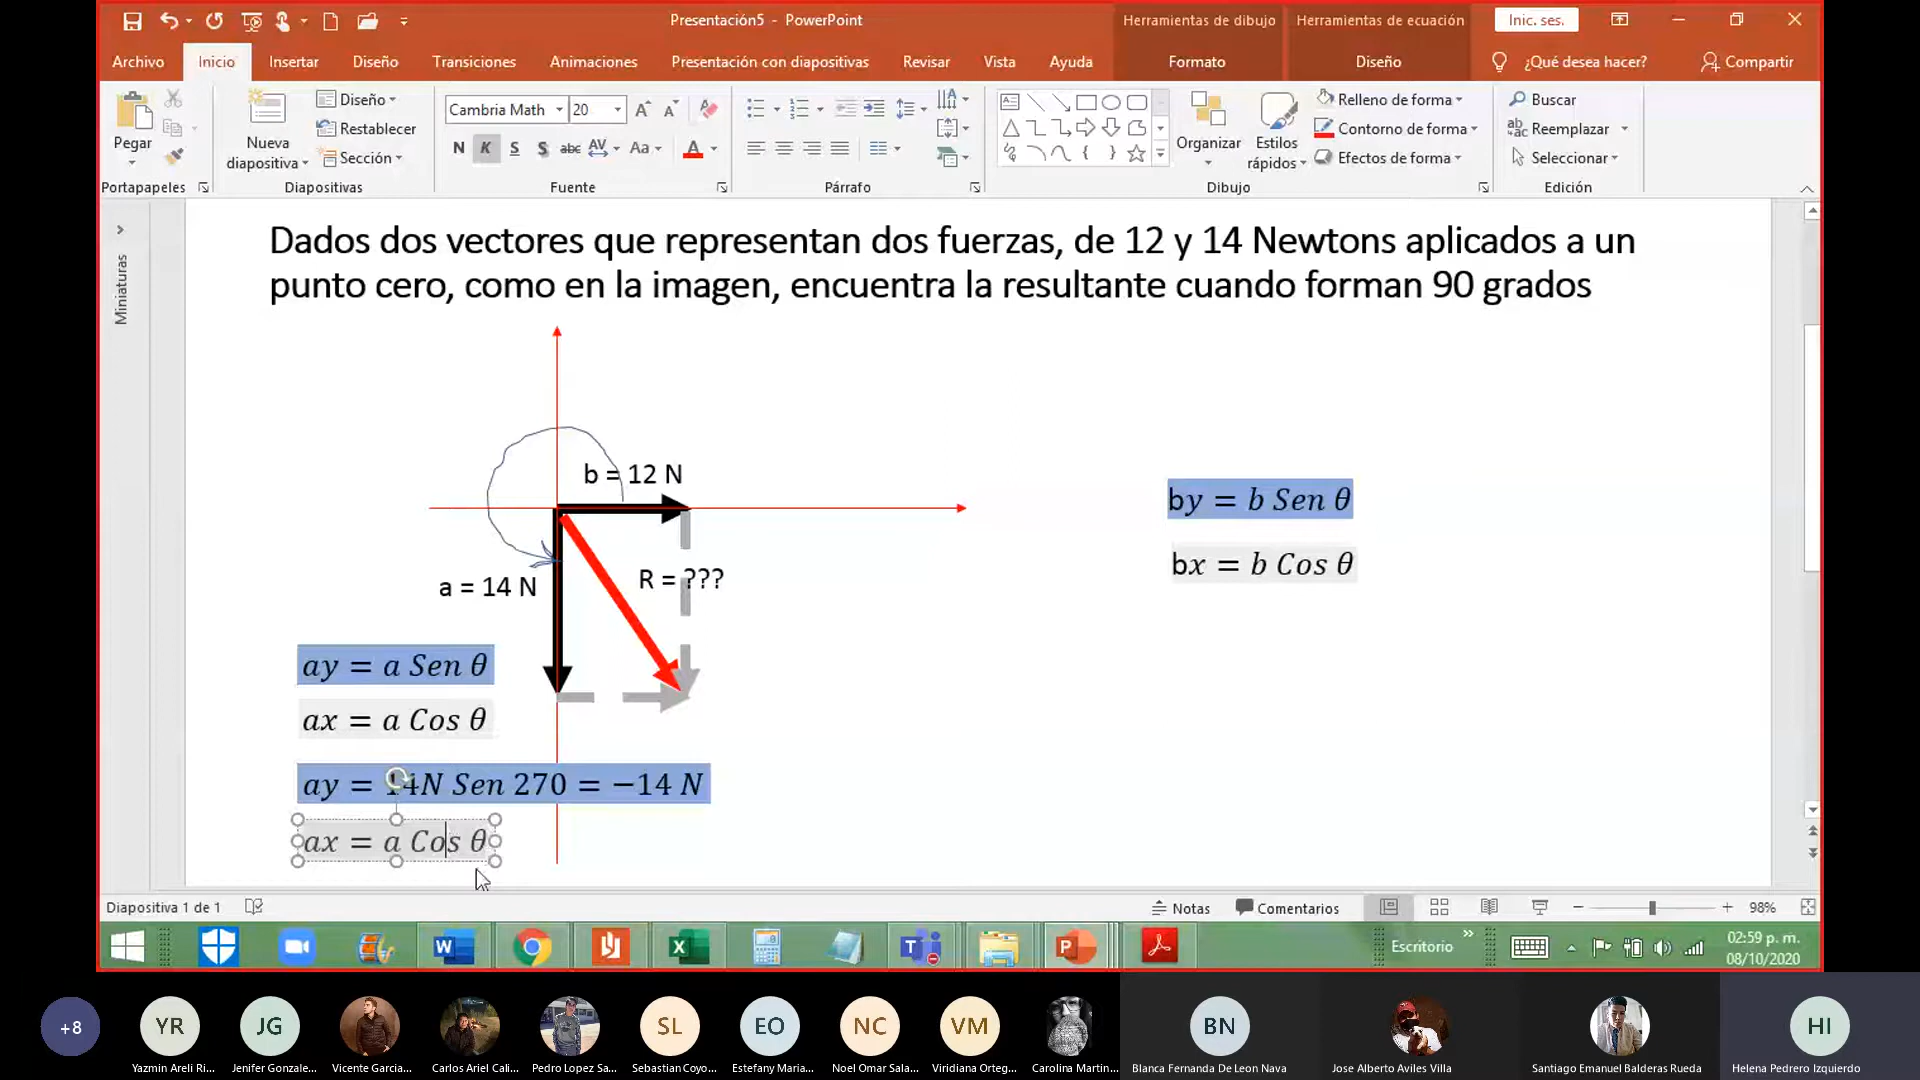 Presentación5 - PowerPoint
Herramientas de dibujo
Herramientas de ecuación
Inic. ses.
Archivo
Inicio
Insertar
Diseño
Transiciones
Animaciones
Presentación con diapositivas
Revisar
Vista
Ayuda
Formato
Diseño
¿Qué desea hacer?
Compartir
Pegar
Portapapeles
Nueva
diapositiva
Diseño
Restablecer
Sección
Diapositivas
Cambria Math
20
N K S S abc AV Aa A
Fuente
Párrafo
Organizar
Estilos
rápidos
Relleno de forma
Contorno de forma
Efectos de forma
Dibujo
Buscar
Reemplazar
Seleccionar
Edición
Miniaturas
Dados dos vectores que representan dos fuerzas, de 12 y 14 Newtons aplicados a un
punto cero, como en la imagen, encuentra la resultante cuando forman 90 grados
b = 12 N
a = 14 N
R = ???
by = b Sen θ
bx = b Cos θ
ay = a Sen θ
ax = a Cos θ
ay = 14N Sen 270 = −14 N
ax = a Cos θ
Diapositiva 1 de 1
Notas
Comentarios
98%
Escritorio
02:59 p. m.
08/10/2020
+8
YR
JG
SL
EO
NC
VM
BN
HI
Yazmin Areli Ri...
Jenifer Gonzale...
Vicente Garcia...
Carlos Ariel Cali...
Pedro Lopez Sa...
Sebastian Coyo...
Estefany Maria...
Noel Omar Sala...
Viridiana Orteg...
Carolina Martin...
Blanca Fernanda De Leon Nava
Jose Alberto Aviles Villa
Santiago Emanuel Balderas Rueda
Helena Pedrero Izquierdo